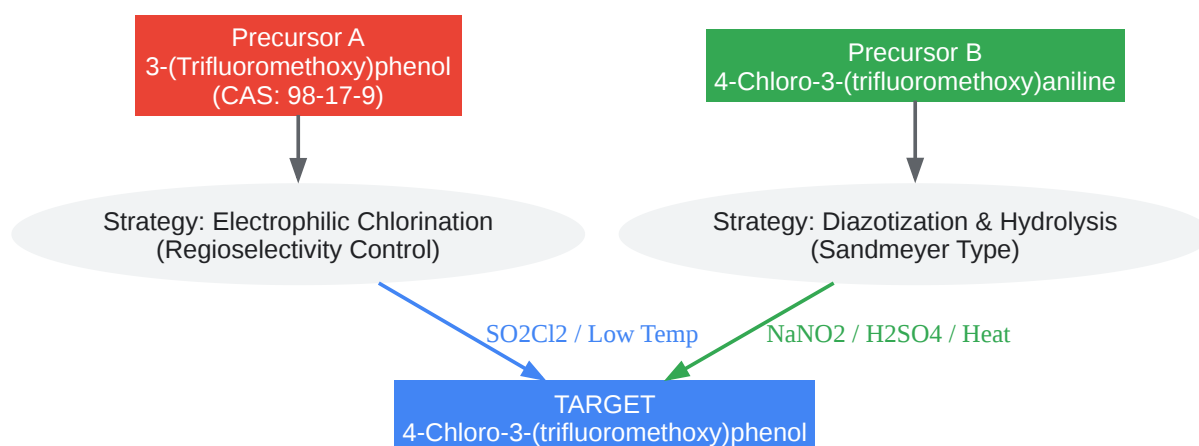 Precursor A
3-(Trifluoromethoxy)phenol
(CAS: 98-17-9)
Precursor B
4-Chloro-3-(trifluoromethoxy)aniline
Strategy: Electrophilic Chlorination
(Regioselectivity Control)
Strategy: Diazotization & Hydrolysis
(Sandmeyer Type)
SO2Cl2 / Low Temp
NaNO2 / H2SO4 / Heat
TARGET
4-Chloro-3-(trifluoromethoxy)phenol